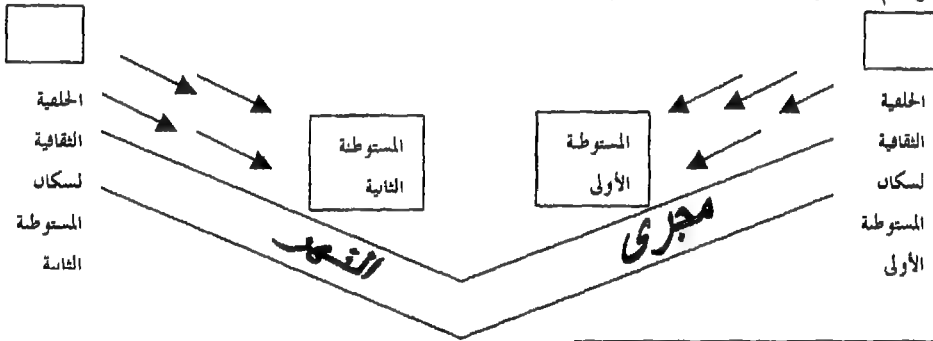 الخلفية
الثقافية
لسكان
المستوطنة
الأولى
المستوطنة
الأولى
المستوطنة
الثانية
الخلفية
الثقافية
لسكان
المستوطنة
الثانية
مجرى
النهر